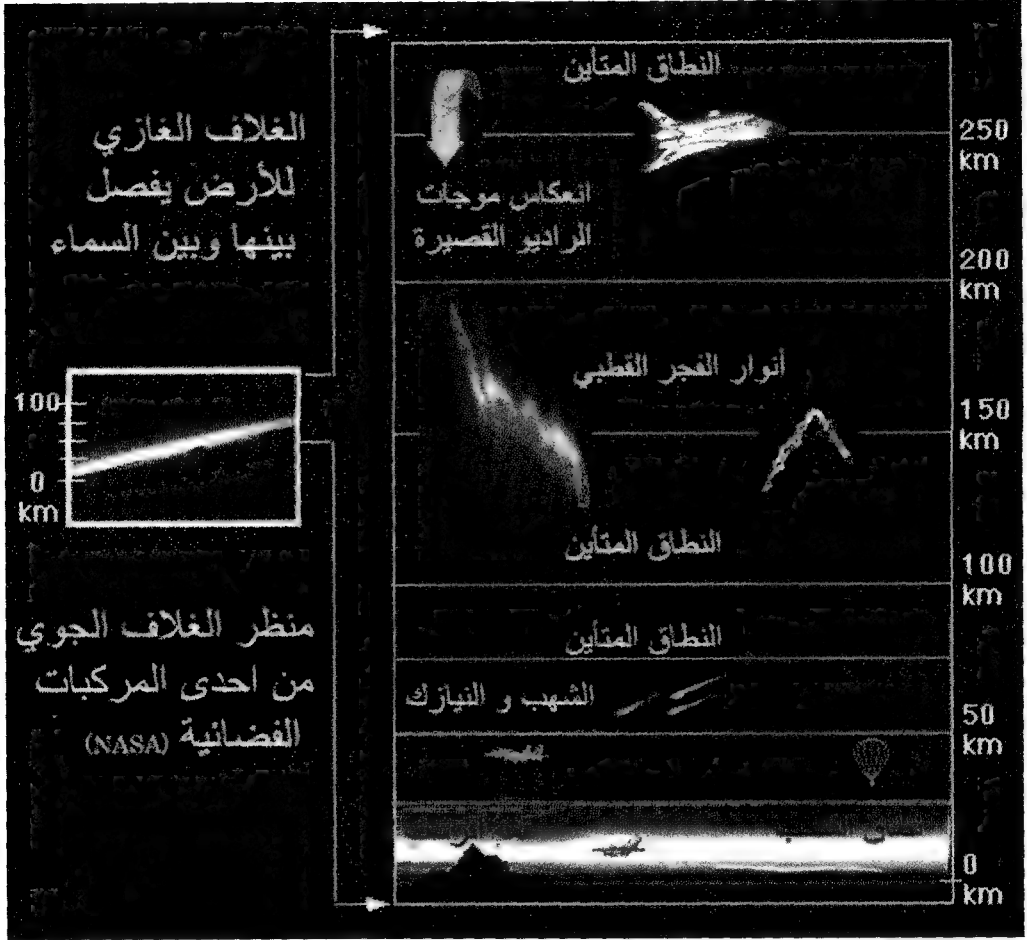 النطاق المتأين
250
km
انعكاس موجات
الراديو القصيرة
200
km
أنوار الفجر القطبي
150
km
النطاق المتأين
100
km
النطاق المتأين
الشهب و النيازك
50
km
0
km
الغلاف الغازي
للأرض يفصل
بينها وبين السماء
100
0
km
منظر الغلاف الجوي
من احدى المركبات
الفضائية (NASA)